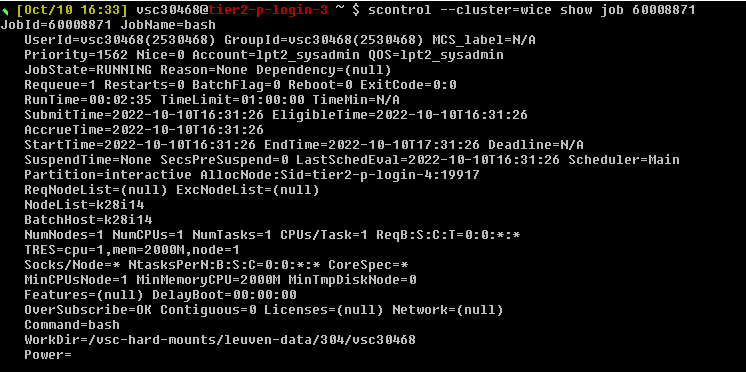 [Oct/10 16:33] vsc30468@tier2-p-login-3 ~ $ scontrol --cluster=wice show job 60008871
JobId=60008871 JobName=bash
UserId=vsc30468(2530468) GroupId=vsc30468(2530468) MCS_label=N/A
Priority=1562 Nice=0 Account=lpt2_sysadmin QOS=lpt2_sysadmin
JobState=RUNNING Reason=None Dependency=(null)
Requeue=1 Restarts=0 BatchFlag=0 Reboot=0 ExitCode=0:0
RunTime=00:02:35 TimeLimit=01:00:00 TimeMin=N/A
SubmitTime=2022-10-10T16:31:26 EligibleTime=2022-10-10T16:31:26
AccrueTime=2022-10-10T16:31:26
StartTime=2022-10-10T16:31:26 EndTime=2022-10-10T17:31:26 Deadline=N/A
SuspendTime=None SecsPreSuspend=0 LastSchedEval=2022-10-10T16:31:26 Scheduler=Main
Partition=interactive AllocNode:Sid=tier2-p-login-4:19917
ReqNodeList=(null) ExcNodeList=(null)
NodeList=k28i14
BatchHost=k28i14
NumNodes=1 NumCPUs=1 NumTasks=1 CPUs/Task=1 ReqB:S:C:T=0:0:*:*
TRES=cpu=1,mem=2000M,node=1
Socks/Node=* NtasksPerN:B:S:C=0:0:*:* CoreSpec=*
MinCPUsNode=1 MinMemoryCPU=2000M MinTmpDiskNode=0
Features=(null) DelayBoot=00:00:00
OverSubscribe=OK Contiguous=0 Licenses=(null) Network=(null)
Command=bash
WorkDir=/vsc-hard-mounts/leuven-data/304/vsc30468
Power=